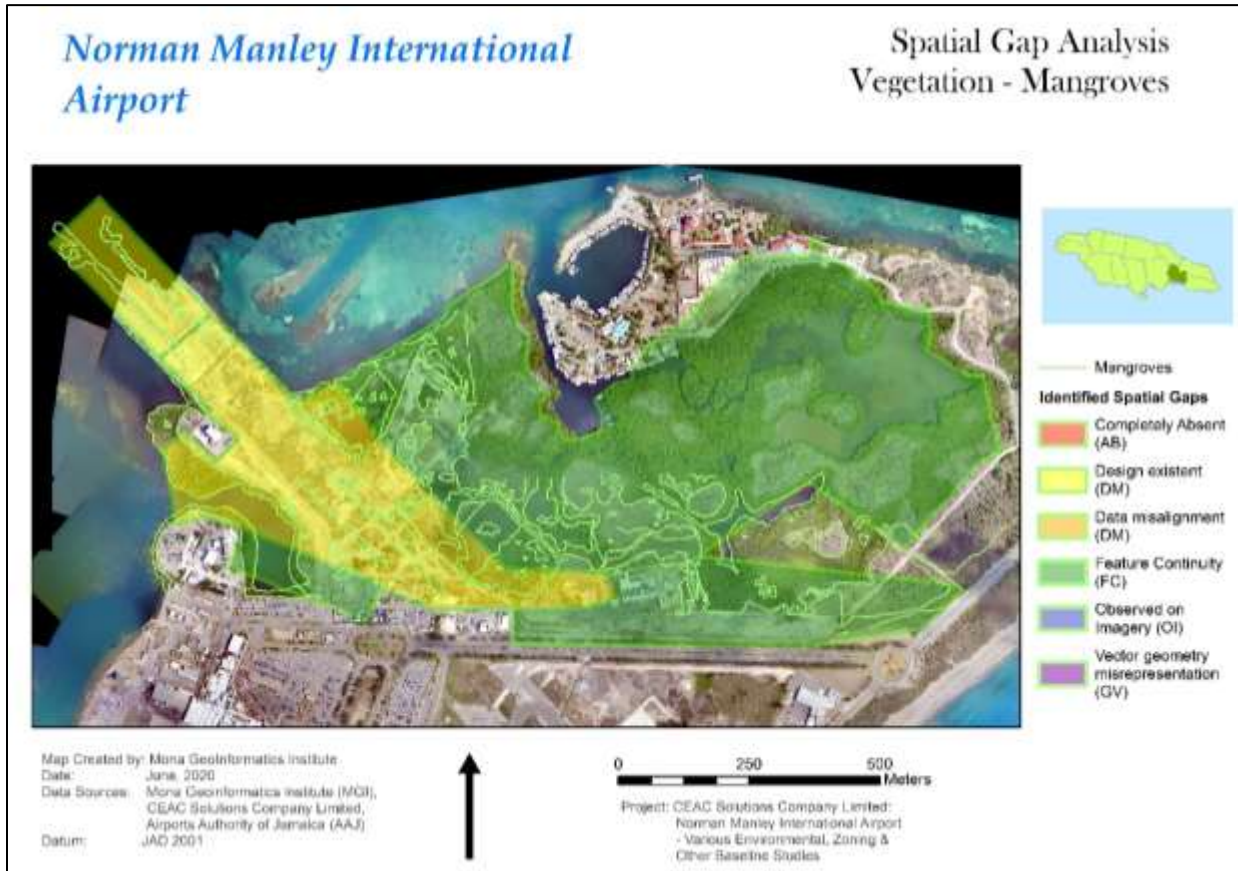 Norman Manley International
Airport
Spatial Gap Analysis
Vegetation - Mangroves
Mangroves
Identified Spatial Gaps
Completely Absent
(AB)
Design existent
(DM)
Data misalignment
(DM)
Feature Continuity
(FC)
Observed on
Imagery (OI)
Vector geometry
misrepresentation
(GV)
Map Created by: Mona GeoInformatics Institute
Date: June, 2020
Data Sources: Mona Geoinformatics Institute (MGI),
CEAC Solutions Company Limited,
Airports Authority of Jamaica (AAJ)
Datum: JAD 2001
0 250 500
Meters
Project: CEAC Solutions Company Limited:
Norman Manley International Airport
- Various Environmental, Zoning &
Other Baseline Studies